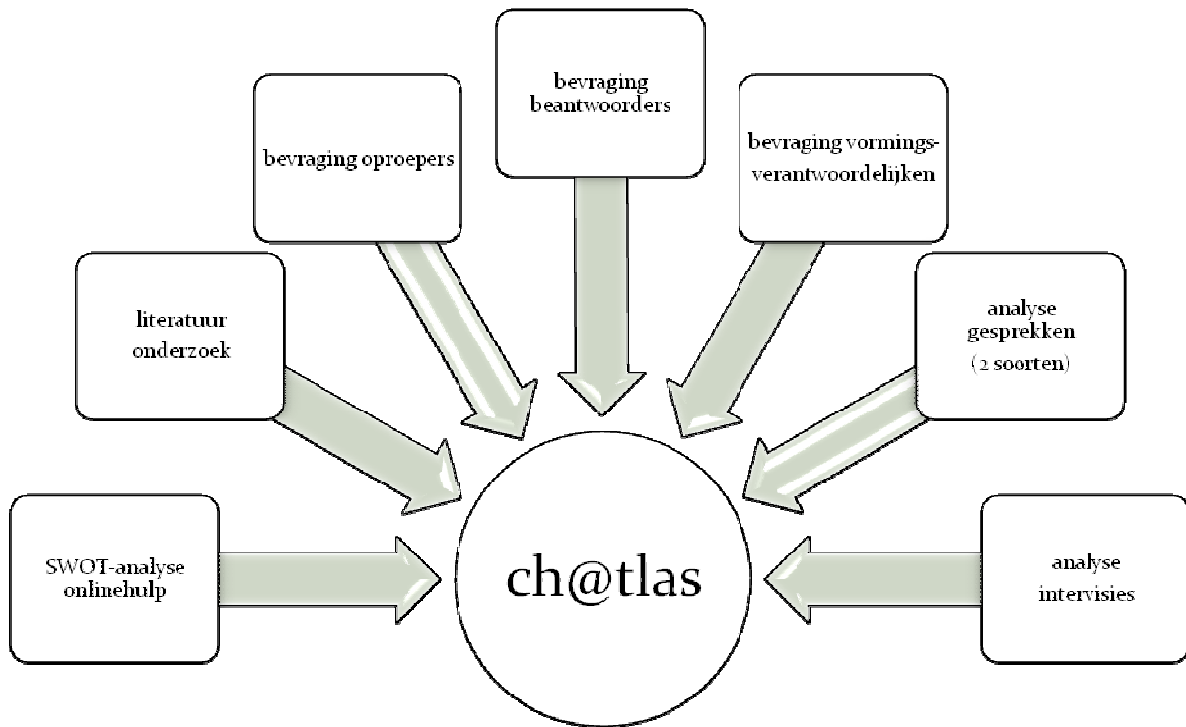 SWOT-analyse
onlinehulp
literatuur
onderzoek
bevraging oproepers
bevraging
beantwoorders
bevraging vormings-
verantwoordelijken
analyse
gesprekken
(2 soorten)
analyse
intervisies
ch@tlas